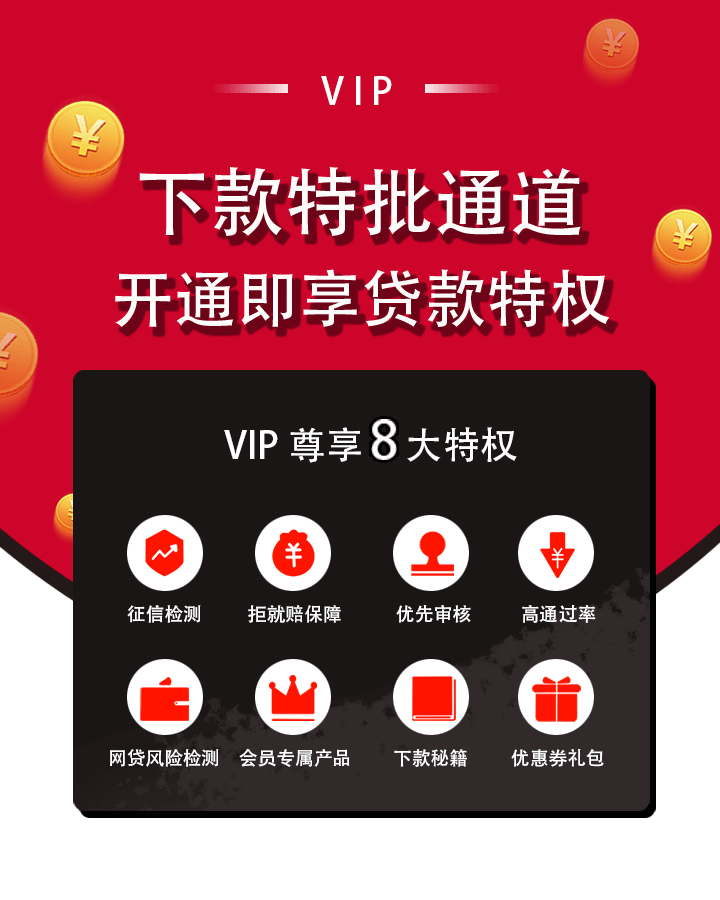 VIP
下款特批通道
开通即享贷款特权
VIP 尊享8大特权
征信检测 拒就赔保障 优先审核 高通过率
网贷风险检测 会员专属产品 下款秘籍 优惠券礼包